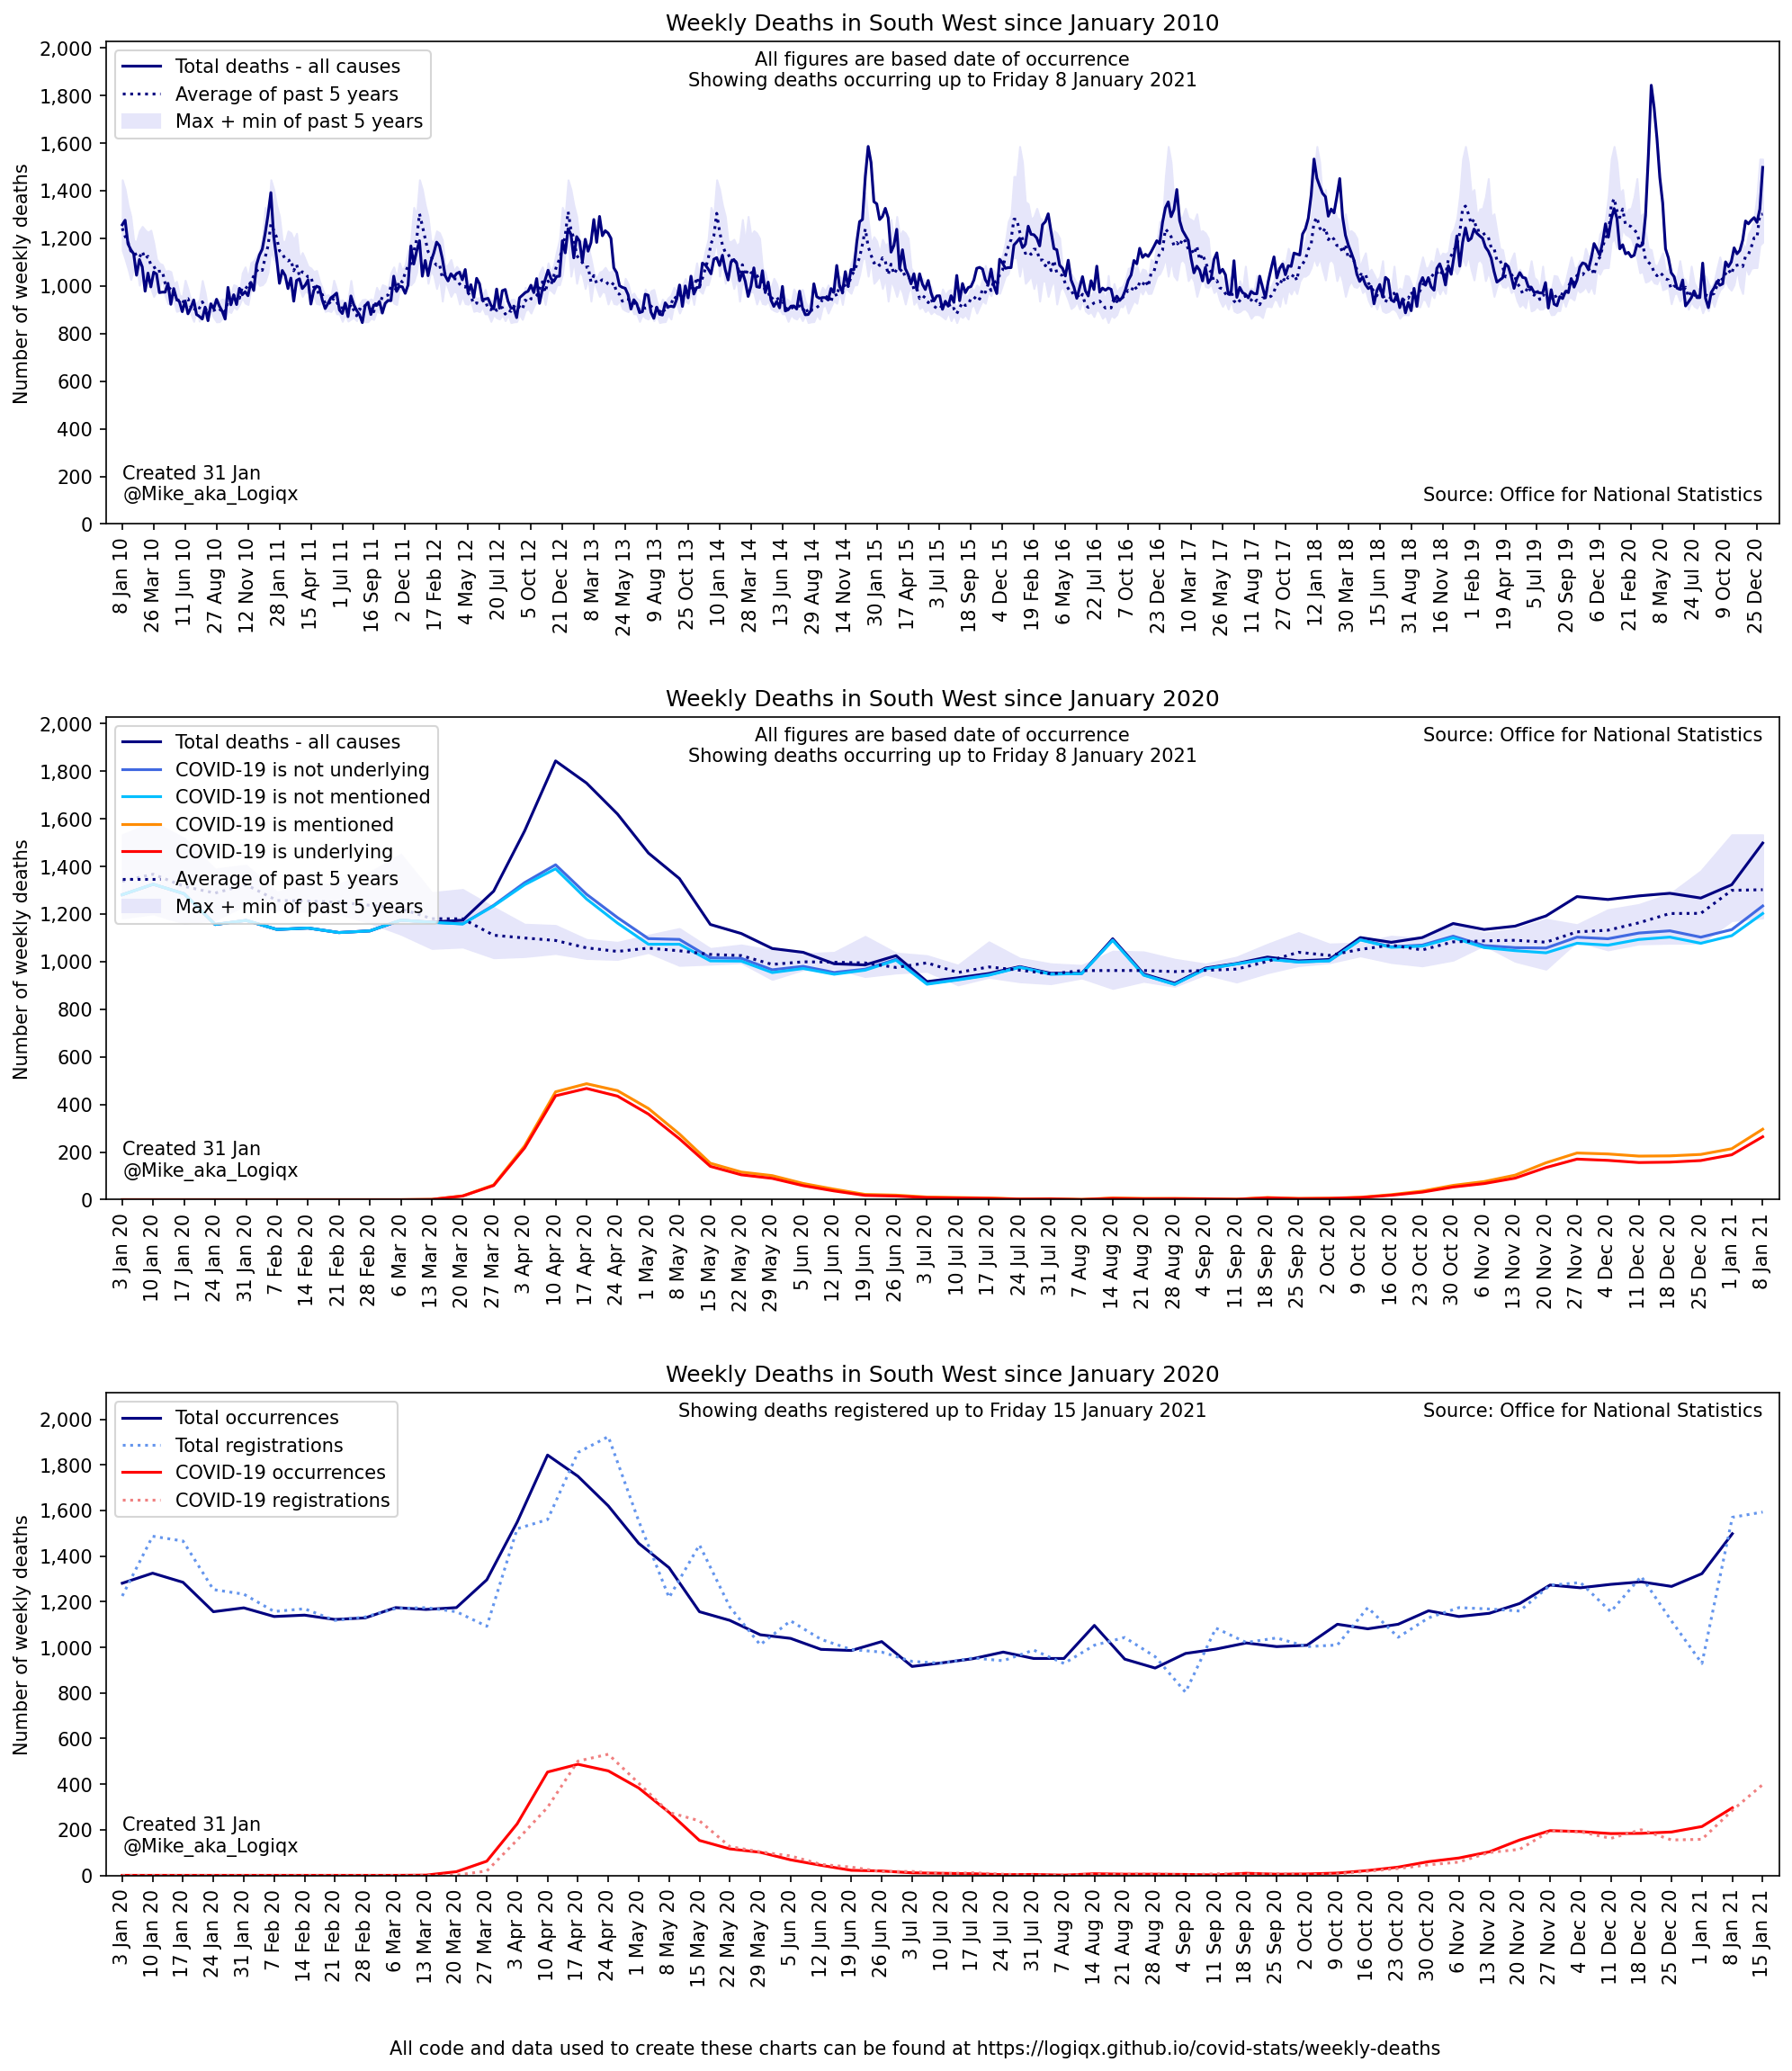 Weekly Deaths in South West since January 2010
All figures are based date of occurrence
Showing deaths occurring up to Friday 8 January 2021
Total deaths - all causes
Average of past 5 years
Max + min of past 5 years
Number of weekly deaths
2,000
1,800
1,600
1,400
1,200
1,000
800
600
400
200
0
Created 31 Jan
@Mike_aka_Logiqx
Source: Office for National Statistics
8 Jan 10
26 Mar 10
11 Jun 10
27 Aug 10
12 Nov 10
28 Jan 11
15 Apr 11
1 Jul 11
16 Sep 11
2 Dec 11
17 Feb 12
4 May 12
20 Jul 12
5 Oct 12
21 Dec 12
8 Mar 13
24 May 13
9 Aug 13
25 Oct 13
10 Jan 14
28 Mar 14
13 Jun 14
29 Aug 14
14 Nov 14
30 Jan 15
17 Apr 15
3 Jul 15
18 Sep 15
4 Dec 15
19 Feb 16
6 May 16
22 Jul 16
7 Oct 16
23 Dec 16
10 Mar 17
26 May 17
11 Aug 17
27 Oct 17
12 Jan 18
30 Mar 18
15 Jun 18
31 Aug 18
16 Nov 18
1 Feb 19
19 Apr 19
5 Jul 19
20 Sep 19
6 Dec 19
21 Feb 20
8 May 20
24 Jul 20
9 Oct 20
25 Dec 20
Weekly Deaths in South West since January 2020
All figures are based date of occurrence
Showing deaths occurring up to Friday 8 January 2021
Source: Office for National Statistics
Total deaths - all causes
COVID-19 is not underlying
COVID-19 is not mentioned
COVID-19 is mentioned
COVID-19 is underlying
Average of past 5 years
Max + min of past 5 years
Number of weekly deaths
2,000
1,800
1,600
1,400
1,200
1,000
800
600
400
200
0
Created 31 Jan
@Mike_aka_Logiqx
3 Jan 20
10 Jan 20
17 Jan 20
24 Jan 20
31 Jan 20
7 Feb 20
14 Feb 20
21 Feb 20
28 Feb 20
6 Mar 20
13 Mar 20
20 Mar 20
27 Mar 20
3 Apr 20
10 Apr 20
17 Apr 20
24 Apr 20
1 May 20
8 May 20
15 May 20
22 May 20
29 May 20
5 Jun 20
12 Jun 20
19 Jun 20
26 Jun 20
3 Jul 20
10 Jul 20
17 Jul 20
24 Jul 20
31 Jul 20
7 Aug 20
14 Aug 20
21 Aug 20
28 Aug 20
4 Sep 20
11 Sep 20
18 Sep 20
25 Sep 20
2 Oct 20
9 Oct 20
16 Oct 20
23 Oct 20
30 Oct 20
6 Nov 20
13 Nov 20
20 Nov 20
27 Nov 20
4 Dec 20
11 Dec 20
18 Dec 20
25 Dec 20
1 Jan 21
8 Jan 21
Weekly Deaths in South West since January 2020
Showing deaths registered up to Friday 15 January 2021
Source: Office for National Statistics
Total occurrences
Total registrations
COVID-19 occurrences
COVID-19 registrations
Number of weekly deaths
2,000
1,800
1,600
1,400
1,200
1,000
800
600
400
200
0
Created 31 Jan
@Mike_aka_Logiqx
3 Jan 20
10 Jan 20
17 Jan 20
24 Jan 20
31 Jan 20
7 Feb 20
14 Feb 20
21 Feb 20
28 Feb 20
6 Mar 20
13 Mar 20
20 Mar 20
27 Mar 20
3 Apr 20
10 Apr 20
17 Apr 20
24 Apr 20
1 May 20
8 May 20
15 May 20
22 May 20
29 May 20
5 Jun 20
12 Jun 20
19 Jun 20
26 Jun 20
3 Jul 20
10 Jul 20
17 Jul 20
24 Jul 20
31 Jul 20
7 Aug 20
14 Aug 20
21 Aug 20
28 Aug 20
4 Sep 20
11 Sep 20
18 Sep 20
25 Sep 20
2 Oct 20
9 Oct 20
16 Oct 20
23 Oct 20
30 Oct 20
6 Nov 20
13 Nov 20
20 Nov 20
27 Nov 20
4 Dec 20
11 Dec 20
18 Dec 20
25 Dec 20
1 Jan 21
8 Jan 21
15 Jan 21
All code and data used to create these charts can be found at https://logiqx.github.io/covid-stats/weekly-deaths